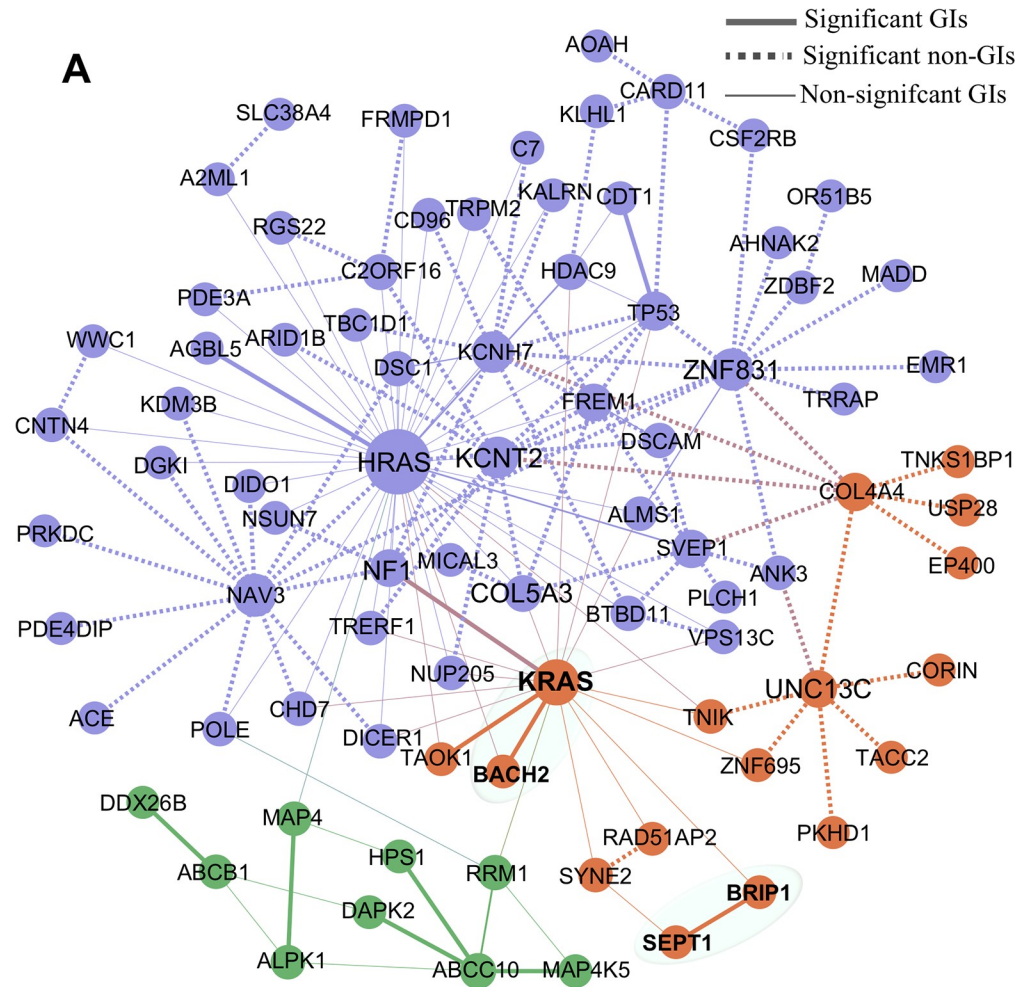 Significant GIs
AOAH
Significant non-GIs
A
CARD11
Non-signifcant GIs
SLC38A4
FRMPD1
KLHL1
CSF2RB
C7
A2ML1
KALRN
CDT1
OR51B5
CD96
TRPM2
RGS22
AHNAK2
C2ORF16
HDAC9
MADD
ZDBF2
PDE3A
TP53
TBC1D1
WWC1
ARID1B
AGBL5
KCNH7
DSC1
ZNF831
EMR1
KDM3B
FREM1
TRRAP
CNTN4
DSCAM
DGKI
HRAS
KCNT2
TNKS1BP1
DIDO1
COL4A4
USP28
NSUN7
ALMS1
PRKDC
SVEP1
MICAL3
EP400
NF1
ANK3
NAV3
COL5A3
PLCH1
BTBD11
PDE4DIP
TRERF1
VPS13C
NUP205
KRAS
UNC13C
CORIN
ACE
CHD7
TNIK
POLE
DICER1
TAOK1
ZNF695
TACC2
BACH2
DDX26B
MAP4
RAD51AP2
PKHD1
HPS1
ABCB1
RRM1
SYNE2
BRIP1
DAPK2
SEPT1
ALPK1
ABCC10
MAP4K5